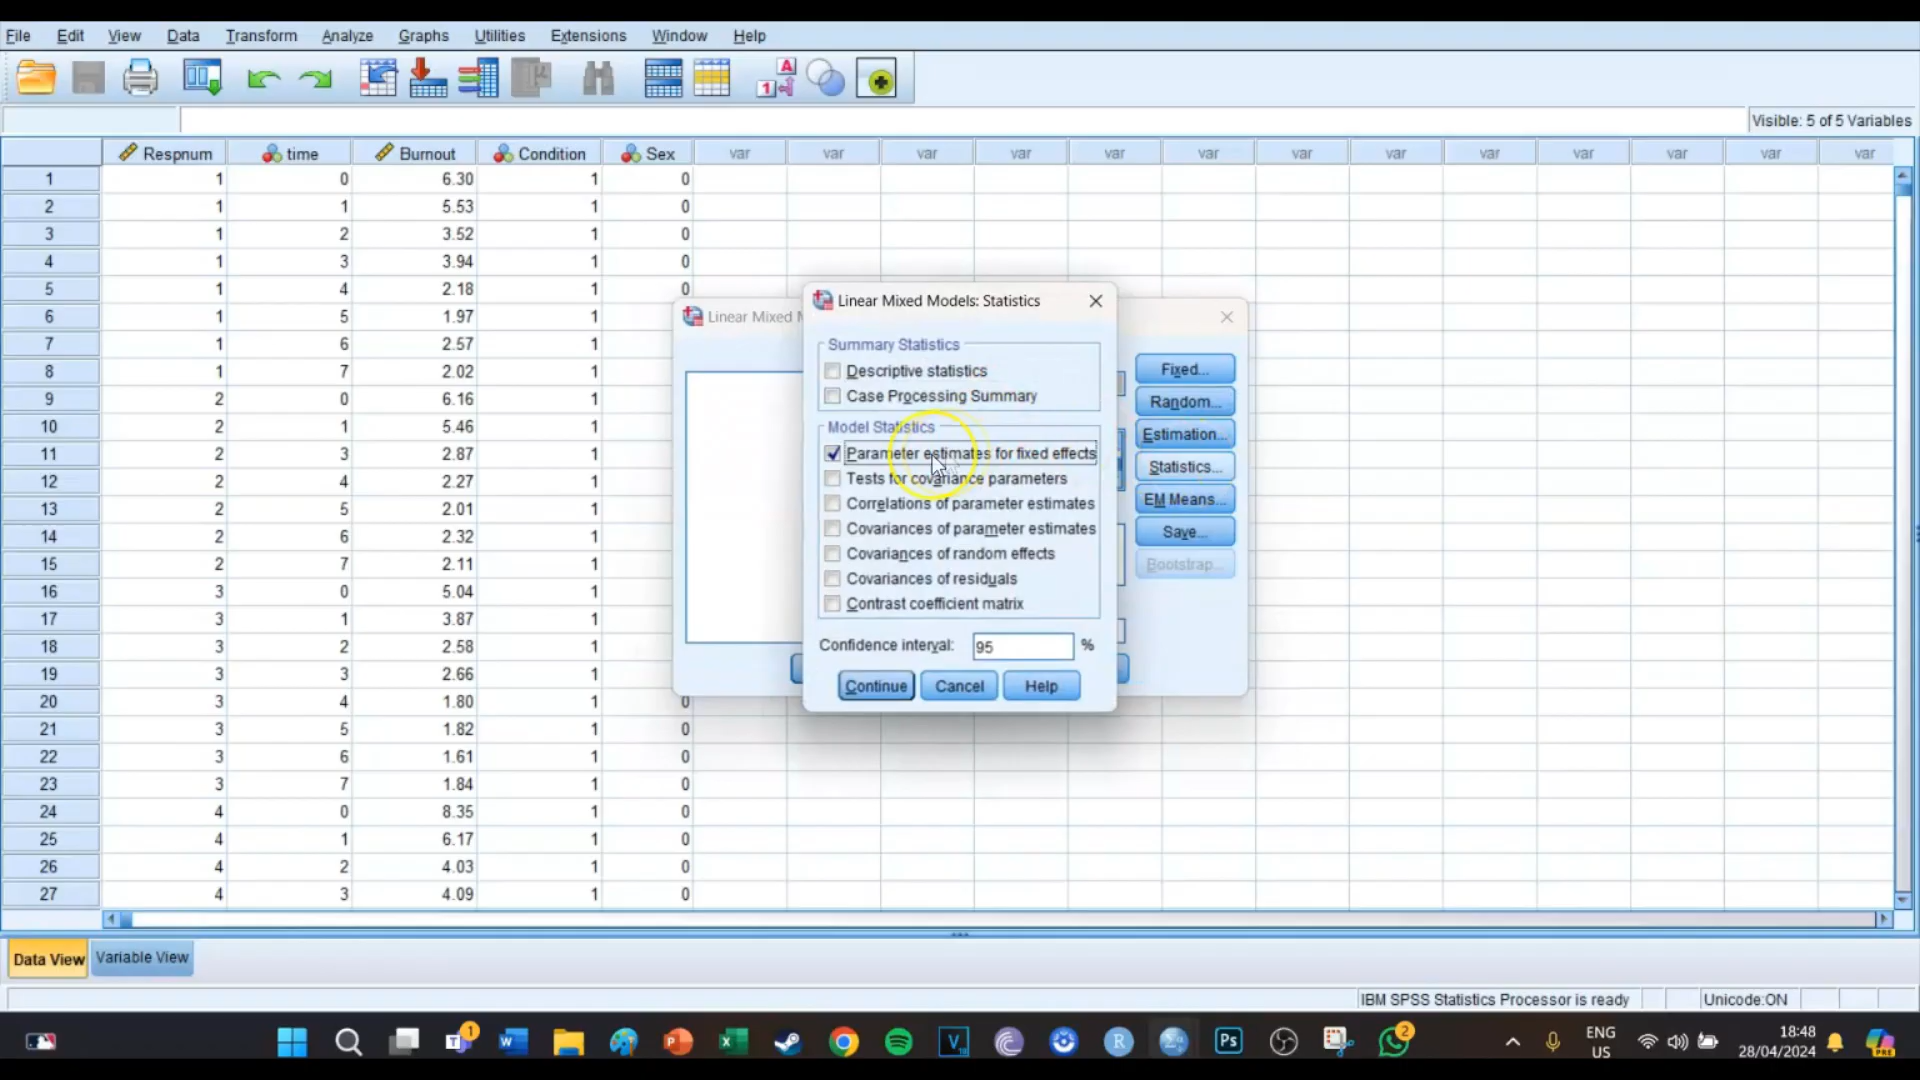 File Edit View Data Transform Analyze Graphs Utilities Extensions Window Help
Visible: 5 of 5 Variables
Respnum time Burnout Condition Sex var var var var var var var var var var var var var
1 1 0 6.30 1 0
2 1 1 5.53 1 0
3 1 2 3.52 1 0
4 1 3 3.94 1 0
5 1 4 2.18 1 0
6 1 5 1.97 1
7 1 6 2.57 1
8 1 7 2.02 1
9 2 0 6.16 1
10 2 1 5.46 1
11 2 3 2.87 1
12 2 4 2.27 1
13 2 5 2.01 1
14 2 6 2.32 1
15 2 7 2.11 1
16 3 0 5.04 1
17 3 1 3.87 1
18 3 2 2.58 1
19 3 3 2.66 1
20 3 4 1.80 1 0
21 3 5 1.82 1 0
22 3 6 1.61 1 0
23 3 7 1.84 1 0
24 4 0 8.35 1 0
25 4 1 6.17 1 0
26 4 2 4.03 1 0
27 4 3 4.09 1 0
Linear Mixed
Fixed...
Random...
Estimation...
Statistics...
EM Means...
Save...
Bootstrap...
Linear Mixed Models: Statistics
Summary Statistics
Descriptive statistics
Case Processing Summary
Model Statistics
Parameter estimates for fixed effects
Tests for covariance parameters
Correlations of parameter estimates
Covariances of parameter estimates
Covariances of random effects
Covariances of residuals
Contrast coefficient matrix
Confidence interval: 95 %
Continue Cancel Help
Data View Variable View
IBM SPSS Statistics Processor is ready Unicode:ON
1 2 ENG 18:48
US 28/04/2024